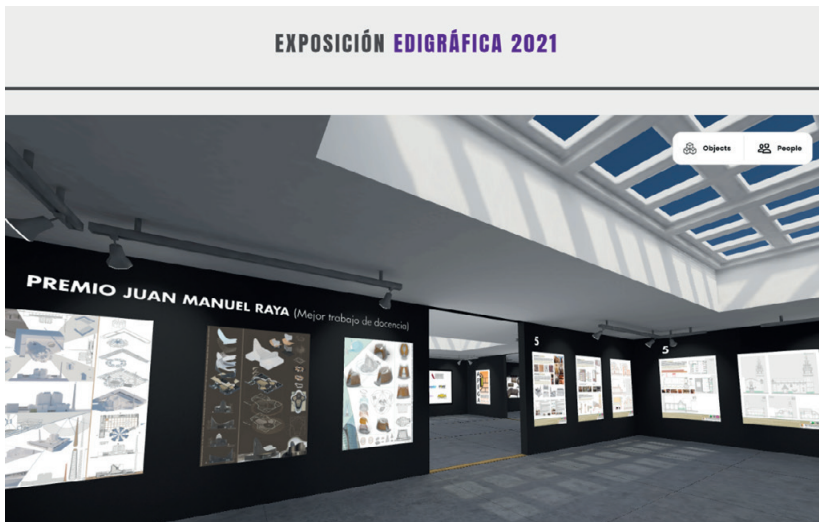 EXPOSICIÓN EDIGRÁFICA 2021
Objects
People
PREMIO JUAN MANUEL RAYA (Mejor trabajo de docencia)
5
5